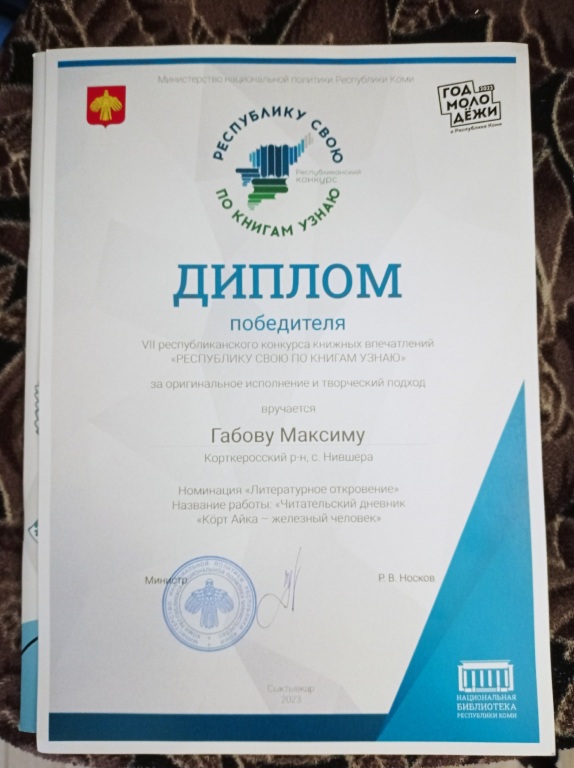 Министерство национальной политики Республики Коми
ГОД
2023
МОЛО
ДЁЖИ
в Республике Коми
РЕСПУБЛИКУ СВОЮ
Республиканский
конкурс
ПО КНИГАМ УЗНАЮ
ДИПЛОМ
победителя
VII республиканского конкурса книжных впечатлений
«РЕСПУБЛИКУ СВОЮ ПО КНИГАМ УЗНАЮ»
за оригинальное исполнение и творческий подход
вручается
Габову Максиму
Корткеросский р-н, с. Нившера
Номинация «Литературное откровение»
Название работы: «Читательский дневник
«Корт Айка – железный человек»
Министр
Р. В. Носков
Сыктывкар
2023
НАЦИОНАЛЬНАЯ
БИБЛИОТЕКА
РЕСПУБЛИКИ КОМИ